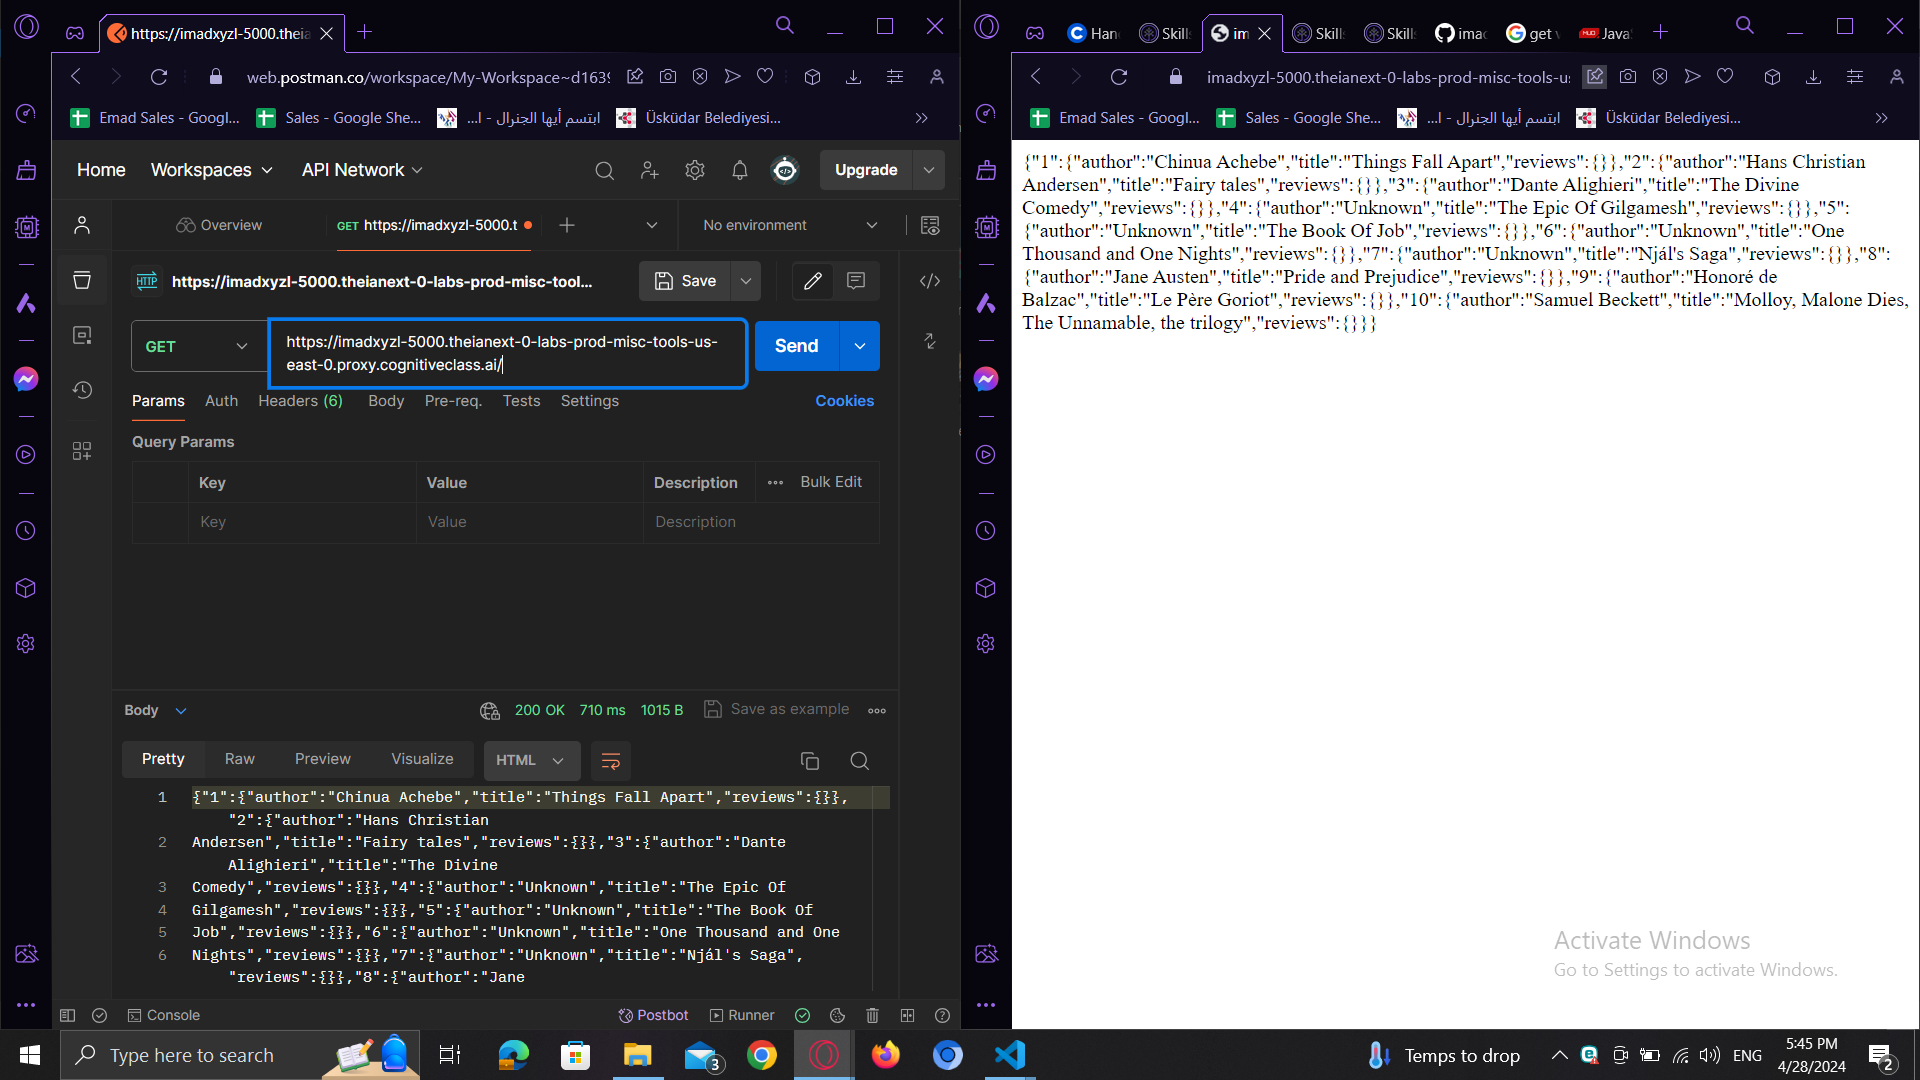 https://imadxyzl-5000.theia
web.postman.co/workspace/My-Workspace~d1639
Emad Sales - Googl...
Sales - Google She...
ابتسم أيها الجنرال - ا...
Üsküdar Belediyesi...
Home
Workspaces
API Network
Upgrade
Overview
GET https://imadxyzl-5000.t
No environment
HTTP
https://imadxyzl-5000.theianext-0-labs-prod-misc-tool...
Save
GET
https://imadxyzl-5000.theianext-0-labs-prod-misc-tools-us-
east-0.proxy.cognitiveclass.ai/
Send
Params
Auth
Headers (6)
Body
Pre-req.
Tests
Settings
Cookies
Query Params
Key
Value
Description
Bulk Edit
Key
Value
Description
Body
200 OK
710 ms
1015 B
Save as example
Pretty
Raw
Preview
Visualize
HTML
1 {"1":{"author":"Chinua Achebe","title":"Things Fall Apart","reviews":{}},
"2":{"author":"Hans Christian
2 Andersen","title":"Fairy tales","reviews":{}},"3":{"author":"Dante
Alighieri","title":"The Divine
3 Comedy","reviews":{}},"4":{"author":"Unknown","title":"The Epic Of
4 Gilgamesh","reviews":{}},"5":{"author":"Unknown","title":"The Book Of
5 Job","reviews":{}},"6":{"author":"Unknown","title":"One Thousand and One
6 Nights","reviews":{}},"7":{"author":"Unknown","title":"Njál's Saga",
"reviews":{}},"8":{"author":"Jane
Console
Postbot
Runner
Han
Skills
im
Skills
Skills
imad
get v
Java
imadxyzl-5000.theianext-0-labs-prod-misc-tools-us
Emad Sales - Googl...
Sales - Google She...
ابتسم أيها الجنرال - ا...
Üsküdar Belediyesi...
{"1":{"author":"Chinua Achebe","title":"Things Fall Apart","reviews":{}},"2":{"author":"Hans Christian
Andersen","title":"Fairy tales","reviews":{}},"3":{"author":"Dante Alighieri","title":"The Divine
Comedy","reviews":{}},"4":{"author":"Unknown","title":"The Epic Of Gilgamesh","reviews":{}},"5":
{"author":"Unknown","title":"The Book Of Job","reviews":{}},"6":{"author":"Unknown","title":"One
Thousand and One Nights","reviews":{}},"7":{"author":"Unknown","title":"Njál's Saga","reviews":{}},"8":
{"author":"Jane Austen","title":"Pride and Prejudice","reviews":{}},"9":{"author":"Honoré de
Balzac","title":"Le Père Goriot","reviews":{}},"10":{"author":"Samuel Beckett","title":"Molloy, Malone Dies,
The Unnamable, the trilogy","reviews":{}}}
Activate Windows
Go to Settings to activate Windows.
Type here to search
3
Temps to drop
ENG
5:45 PM
4/28/2024
2